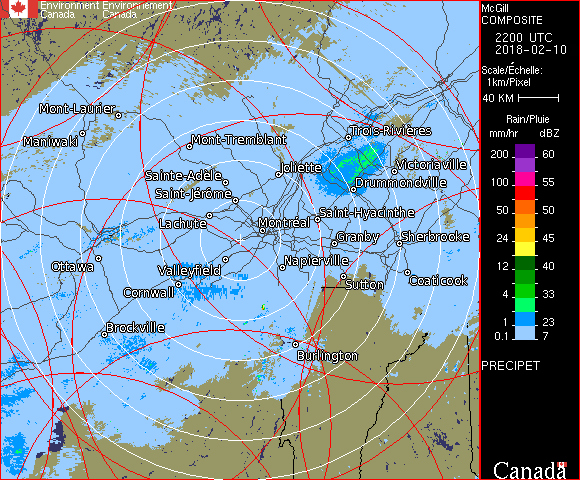 Environment Environnement
Canada Canada
McGill
COMPOSITE
2200 UTC
2018-02-10
Scale/Échelle:
1km/Pixel
40 KM
Rain/Pluie
mm/hr dBZ
200 60
100 55
50 50
24 45
12 40
4 33
1 23
0.1 7
PRECIPET
Canada
Mont-Laurier
Maniwaki
Mont-Tremblant
Trois-Rivières
Sainte-Adèle
Joliette
Victoriaville
Saint-Jérôme
Drummondville
Lachute
Montréal
Saint-Hyacinthe
Granby
Sherbrooke
Ottawa
Valleyfield
Napierville
Cornwall
Sutton
Coaticook
Brockville
Burlington